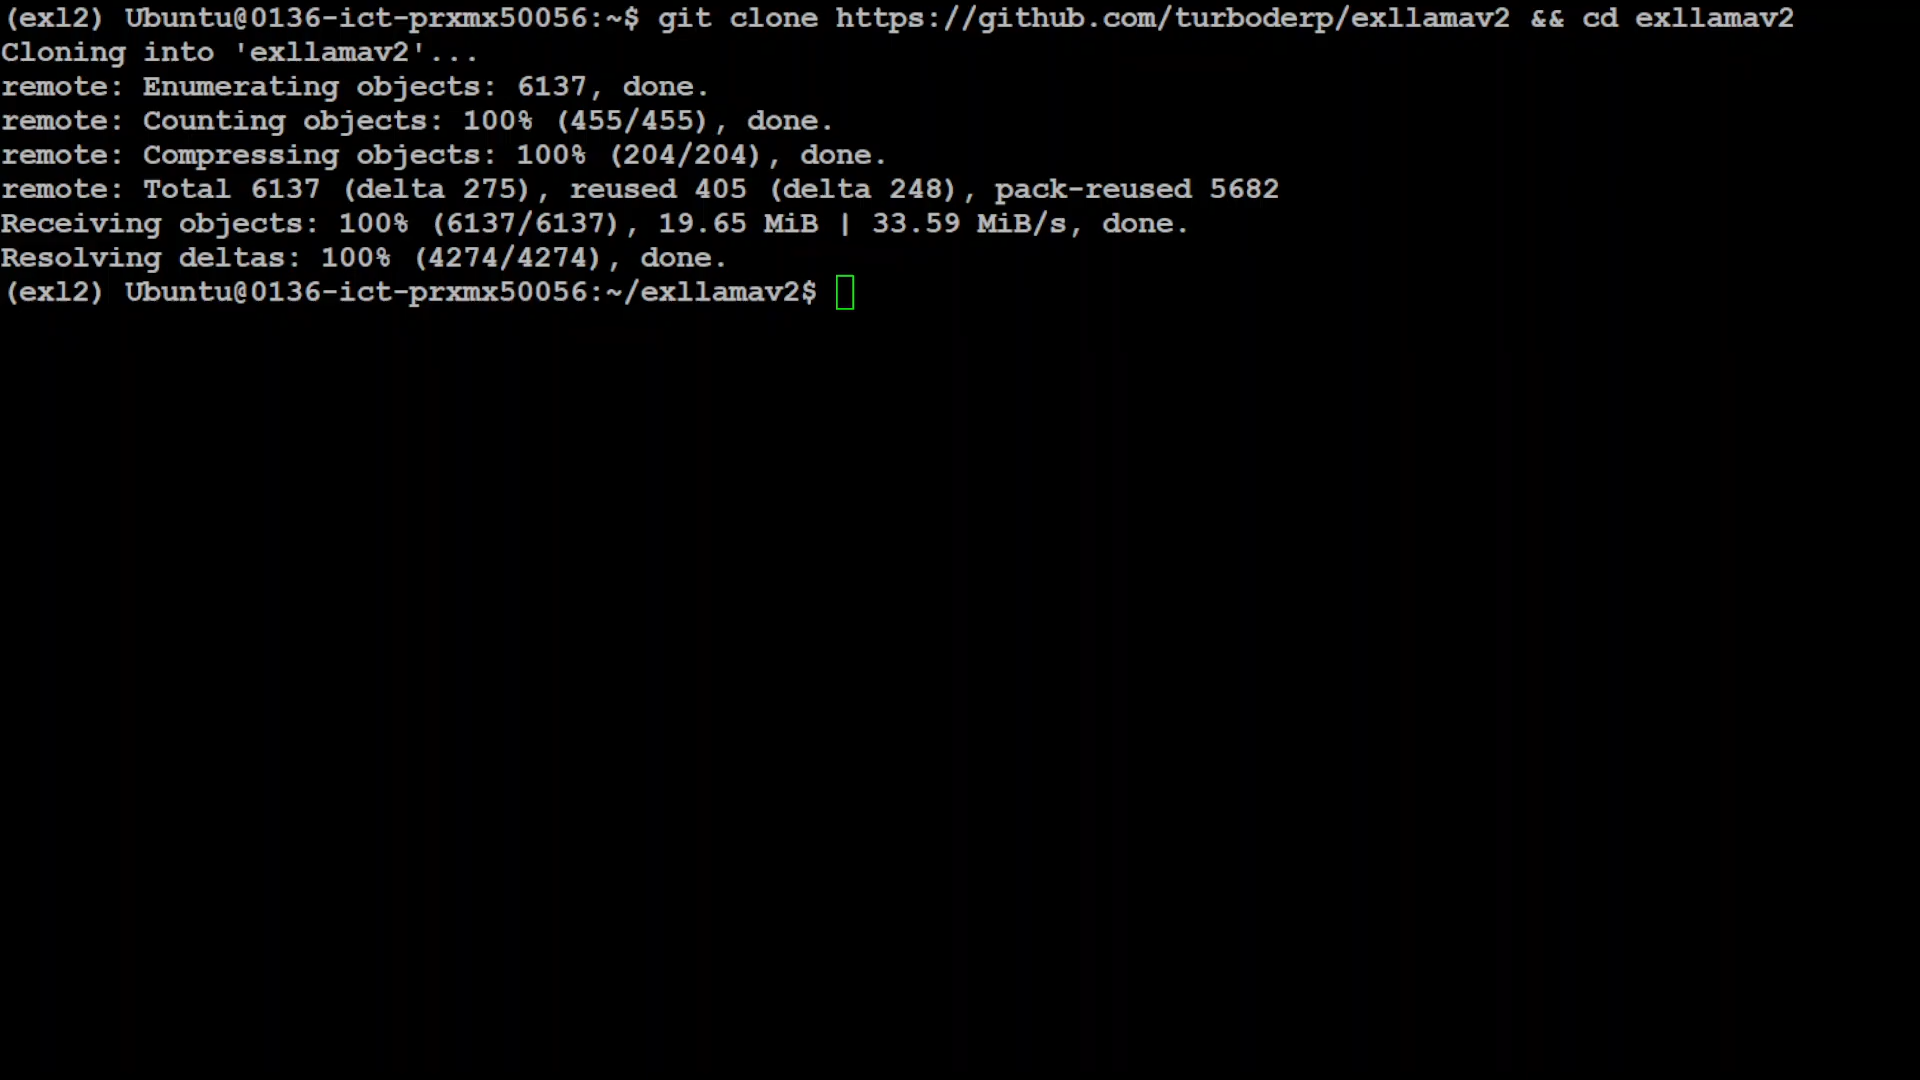 (exl2) Ubuntu@0136-ict-prxmx50056:~$ git clone https://github.com/turboderp/exllamav2 && cd exllamav2
Cloning into 'exllamav2'...
remote: Enumerating objects: 6137, done.
remote: Counting objects: 100% (455/455), done.
remote: Compressing objects: 100% (204/204), done.
remote: Total 6137 (delta 275), reused 405 (delta 248), pack-reused 5682
Receiving objects: 100% (6137/6137), 19.65 MiB | 33.59 MiB/s, done.
Resolving deltas: 100% (4274/4274), done.
(exl2) Ubuntu@0136-ict-prxmx50056:~/exllamav2$